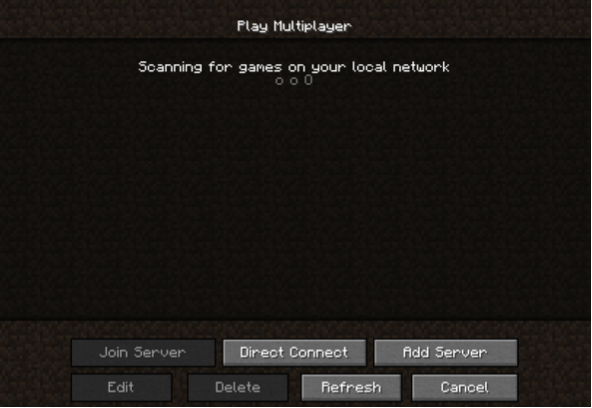 Play Multiplayer
Scanning for games on your local network
o o O
Join Server Direct Connect Add Server
Edit Delete Refresh Cancel